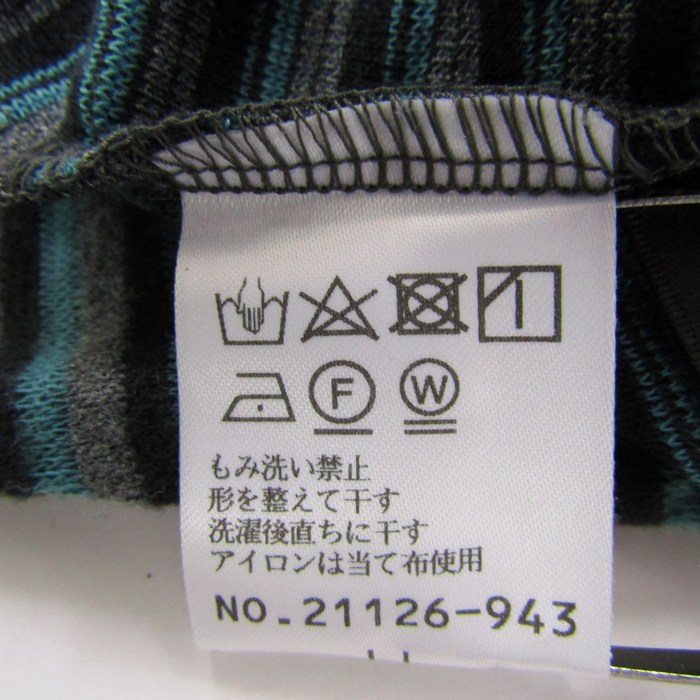 F W
もみ洗い禁止
形を整えて干す
洗濯後直ちに干す
アイロンは当て布使用
NO.21126-943